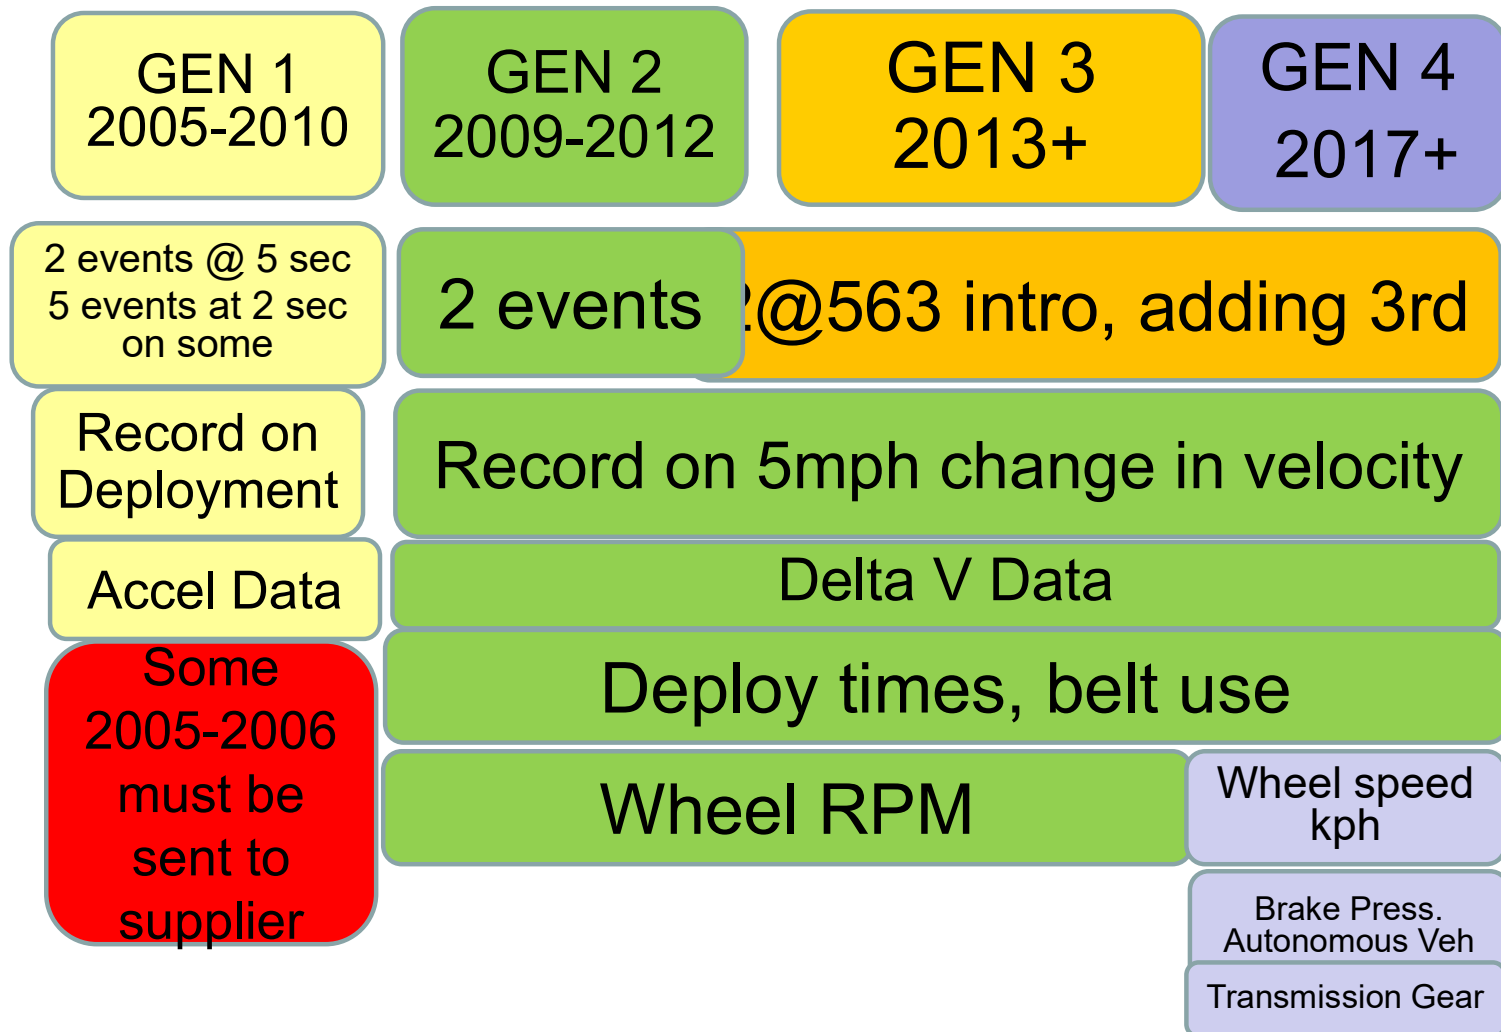 GEN 1
2005-2010
GEN 2
2009-2012
GEN 3
2013+
GEN 4
2017+
2 events @ 5 sec
5 events at 2 sec
on some
2 events
@563 intro, adding 3rd
Record on
Deployment
Record on 5mph change in velocity
Accel Data
Delta V Data
Some
2005-2006
must be
sent to
supplier
Deploy times, belt use
Wheel RPM
Wheel speed
kph
Brake Press.
Autonomous Veh
Transmission Gear